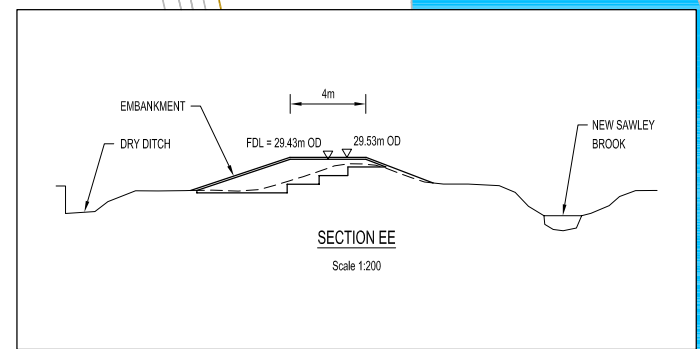 4m
EMBANKMENT
DRY DITCH
FDL = 29.43m OD
29.53m OD
NEW SAWLEY
BROOK
SECTION EE
Scale 1:200